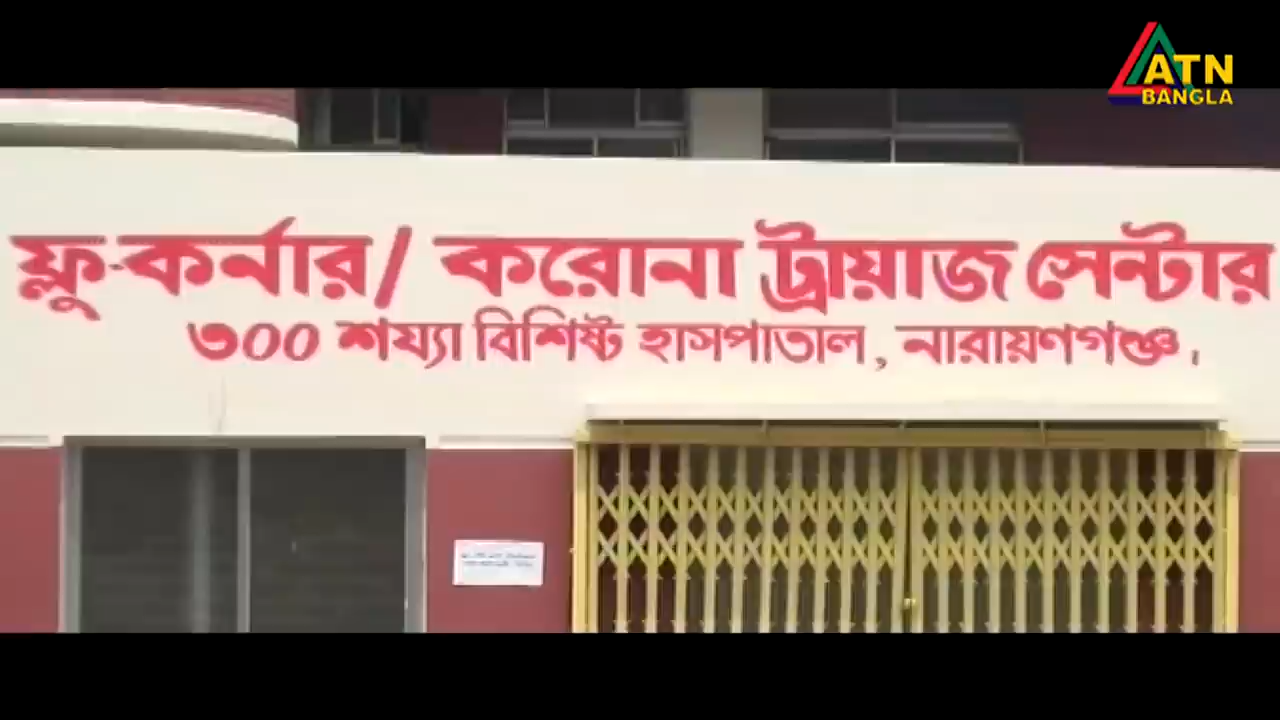 ATN
BANGLA
ফ্লু-কর্নার/ করোনা ট্রায়াজ সেন্টার
৩০০ শয্যা বিশিষ্ট হাসপাতাল, নারায়ণগঞ্জ।